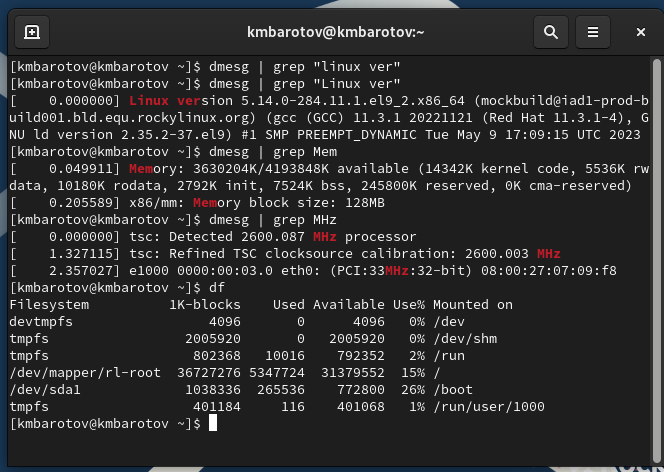 kmbarotov@kmbarotov:~
[kmbarotov@kmbarotov ~]$ dmesg | grep "linux ver"
[kmbarotov@kmbarotov ~]$ dmesg | grep "Linux ver"
[    0.000000] Linux version 5.14.0-284.11.1.el9_2.x86_64 (mockbuild@iad1-prod-b
uild001.bld.equ.rockylinux.org) (gcc (GCC) 11.3.1 20221121 (Red Hat 11.3.1-4), G
NU ld version 2.35.2-37.el9) #1 SMP PREEMPT_DYNAMIC Tue May 9 17:09:15 UTC 2023
[kmbarotov@kmbarotov ~]$ dmesg | grep Mem
[    0.049911] Memory: 3630204K/4193848K available (14342K kernel code, 5536K rw
data, 10180K rodata, 2792K init, 7524K bss, 245800K reserved, 0K cma-reserved)
[    0.205589] x86/mm: Memory block size: 128MB
[kmbarotov@kmbarotov ~]$ dmesg | grep MHz
[    0.000000] tsc: Detected 2600.087 MHz processor
[    1.327115] tsc: Refined TSC clocksource calibration: 2600.003 MHz
[    2.357027] e1000 0000:00:03.0 eth0: (PCI:33MHz:32-bit) 08:00:27:07:09:f8
[kmbarotov@kmbarotov ~]$ df
Filesystem          1K-blocks    Used Available Use% Mounted on
devtmpfs                 4096       0      4096   0% /dev
tmpfs                 2005920       0   2005920   0% /dev/shm
tmpfs                  802368   10016    792352   2% /run
/dev/mapper/rl-root  36727276 5347724  31379552  15% /
/dev/sda1             1038336  265536    772800  26% /boot
tmpfs                  401184     116    401068   1% /run/user/1000
[kmbarotov@kmbarotov ~]$